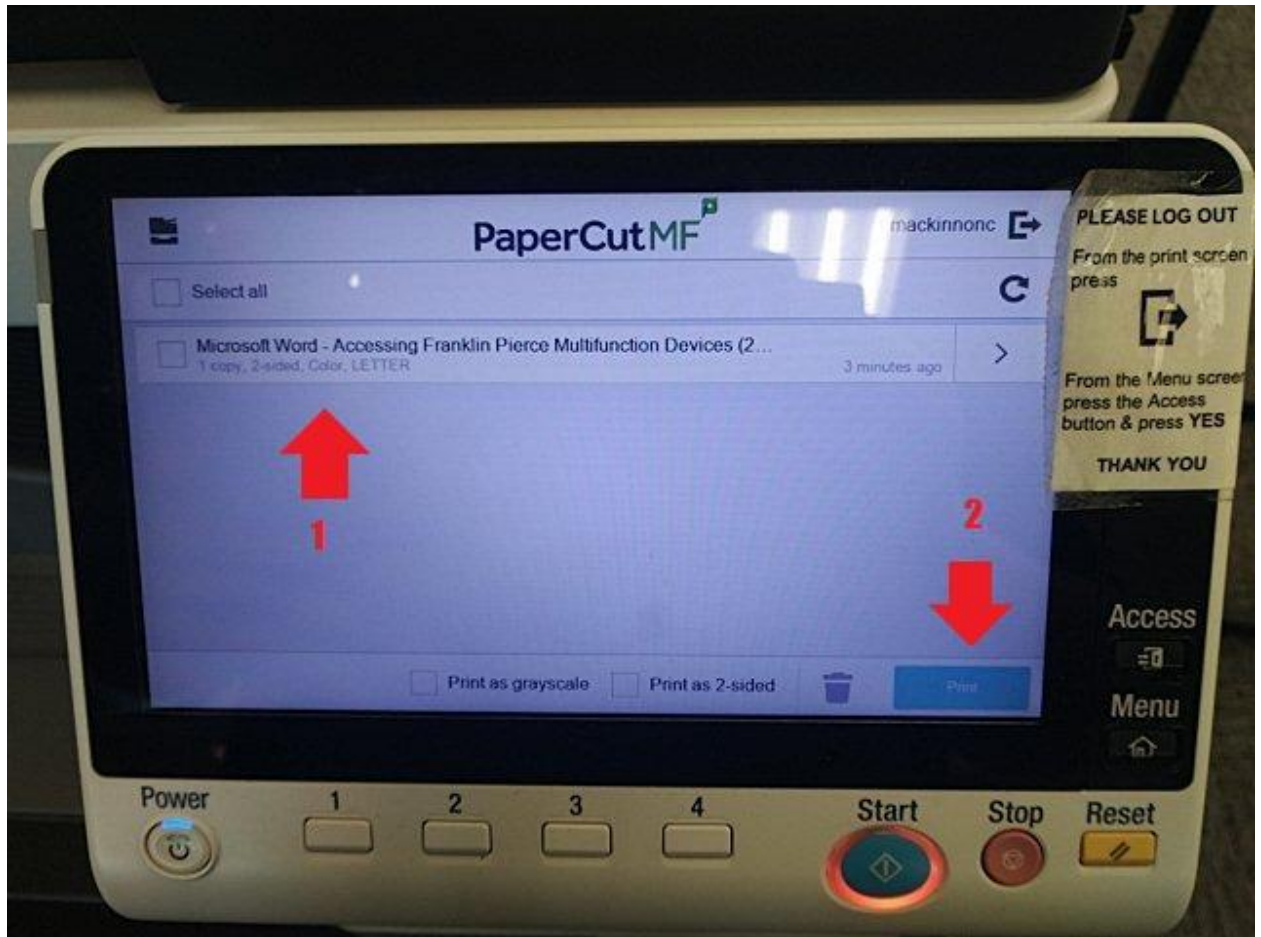 PaperCutMF
mackinnonc
Select all
Microsoft Word - Accessing Franklin Pierce Multifunction Devices (2...
1 copy, 2-sided, Color, LETTER
3 minutes ago
1
2
Print as grayscale
Print as 2-sided
Print
PLEASE LOG OUT
From the print screen
press
From the Menu screen
press the Access
button & press YES
THANK YOU
Access
Menu
Power
1
2
3
4
Start
Stop
Reset